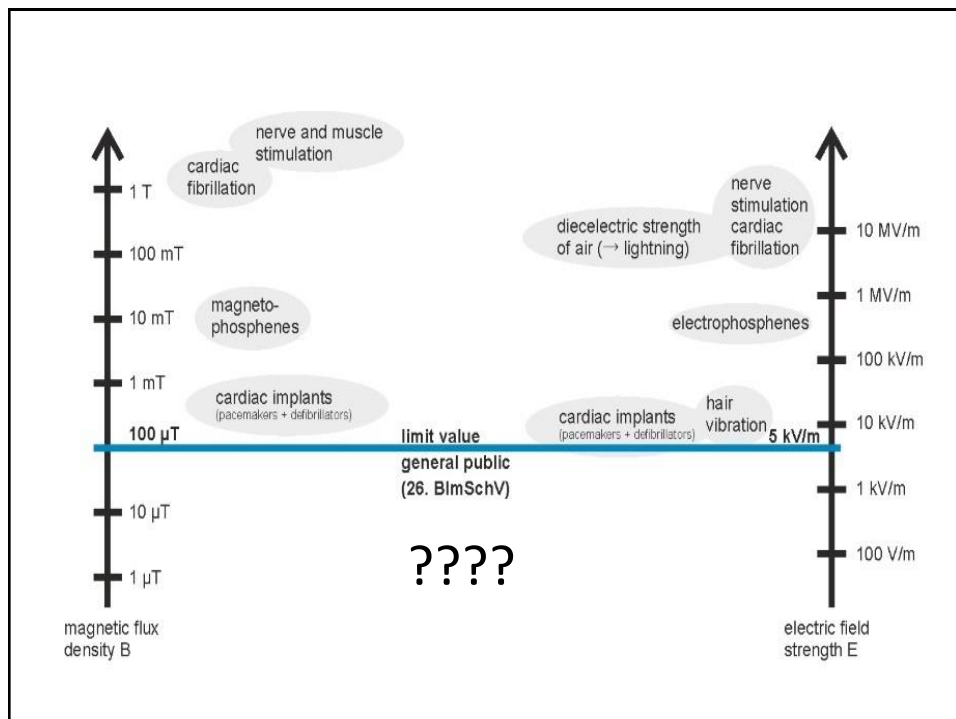 nerve and muscle
stimulation
cardiac
fibrillation
1 T
100 mT
magneto-
phosphenes
10 mT
1 mT
cardiac implants
(pacemakers + defibrillators)
100 µT
10 µT
1 µT
magnetic flux
density B
limit value
general public
(26. BImSchV)
????
nerve
stimulation
cardiac
fibrillation
diecelectric strength
of air (→ lightning)
10 MV/m
1 MV/m
electrophosphenes
100 kV/m
hair
vibration
cardiac implants
(pacemakers + defibrillators)
10 kV/m
5 kV/m
1 kV/m
100 V/m
electric field
strength E